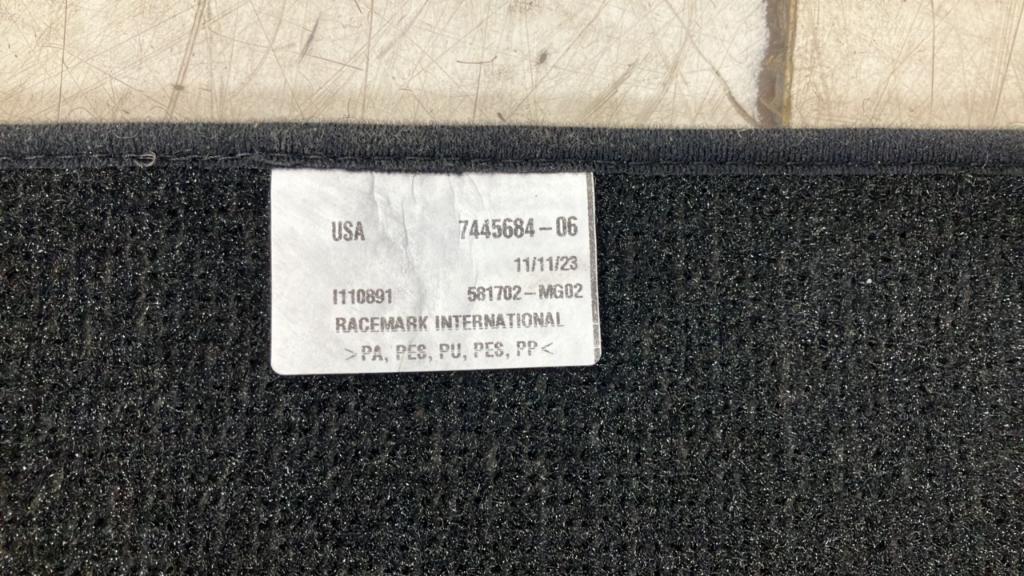 USA 7445684-06
11/11/23
I110891 581702-MG02
RACEMARK INTERNATIONAL
>PA, PES, PU, PES, PP<